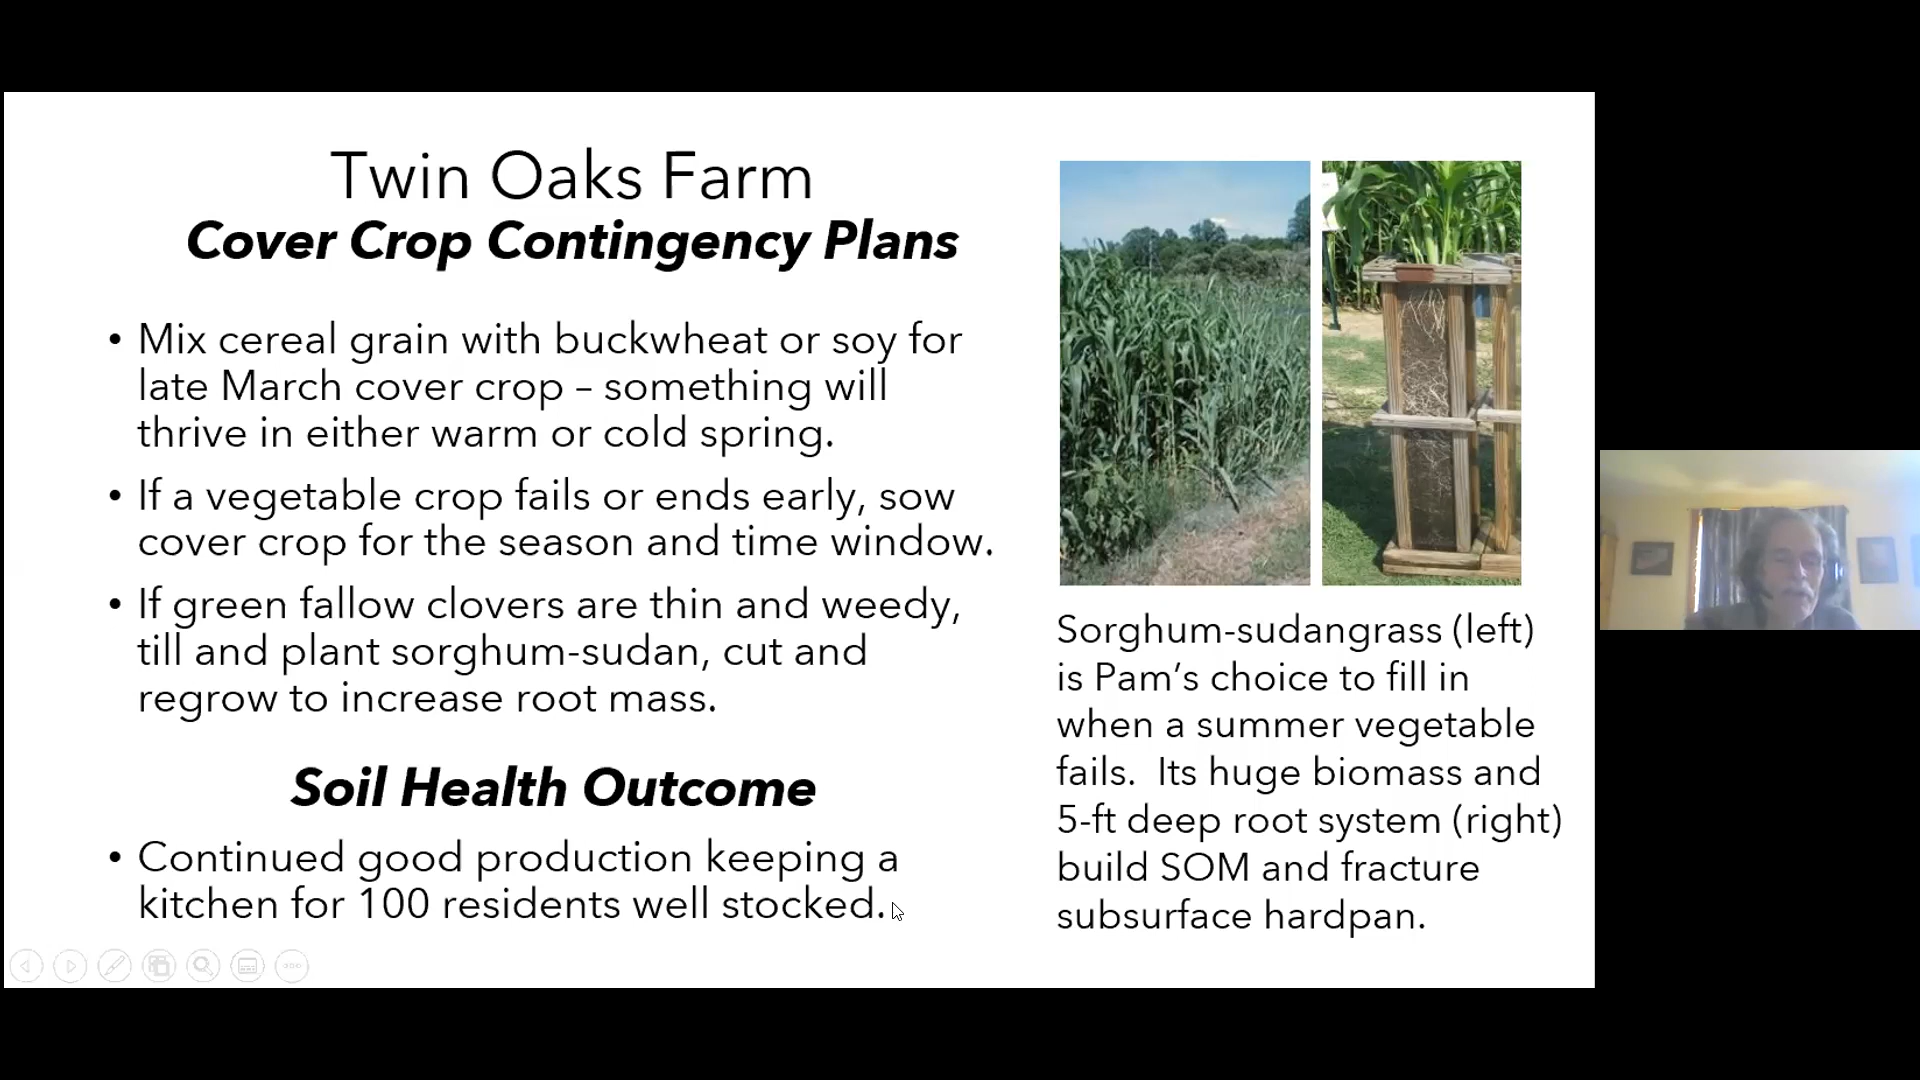 Twin Oaks Farm
Cover Crop Contingency Plans
• Mix cereal grain with buckwheat or soy for
late March cover crop – something will
thrive in either warm or cold spring.
• If a vegetable crop fails or ends early, sow
cover crop for the season and time window.
• If green fallow clovers are thin and weedy,
till and plant sorghum-sudan, cut and
regrow to increase root mass.
Soil Health Outcome
• Continued good production keeping a
kitchen for 100 residents well stocked.
Sorghum-sudangrass (left)
is Pam’s choice to fill in
when a summer vegetable
fails.  Its huge biomass and
5-ft deep root system (right)
build SOM and fracture
subsurface hardpan.